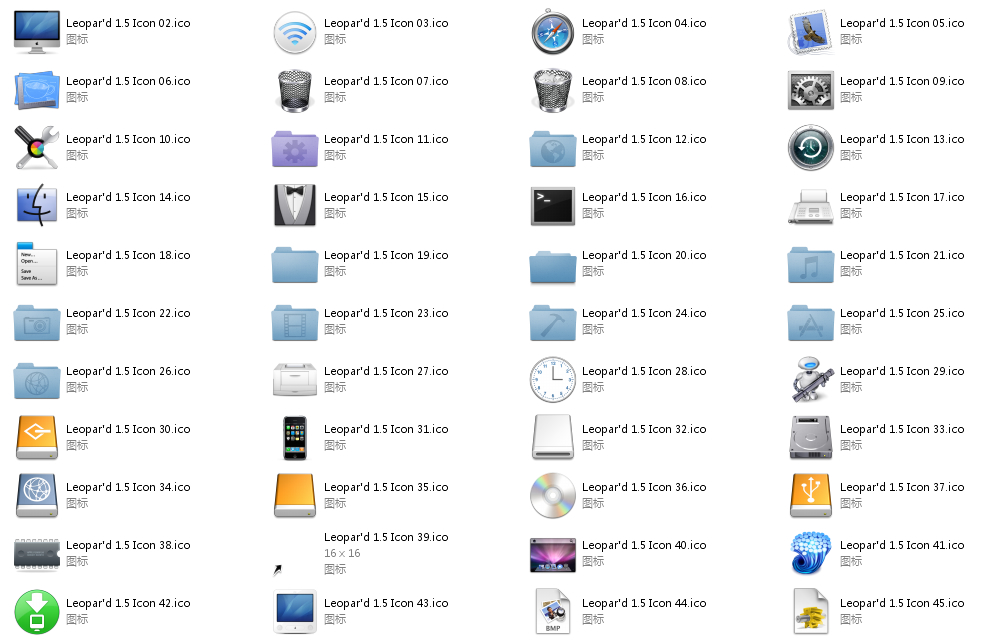 Leopar'd 1.5 Icon 02.ico
图标
Leopar'd 1.5 Icon 03.ico
图标
Leopar'd 1.5 Icon 04.ico
图标
Leopar'd 1.5 Icon 05.ico
图标
Leopar'd 1.5 Icon 06.ico
图标
Leopar'd 1.5 Icon 07.ico
图标
Leopar'd 1.5 Icon 08.ico
图标
Leopar'd 1.5 Icon 09.ico
图标
Leopar'd 1.5 Icon 10.ico
图标
Leopar'd 1.5 Icon 11.ico
图标
Leopar'd 1.5 Icon 12.ico
图标
Leopar'd 1.5 Icon 13.ico
图标
Leopar'd 1.5 Icon 14.ico
图标
Leopar'd 1.5 Icon 15.ico
图标
>_
Leopar'd 1.5 Icon 16.ico
图标
Leopar'd 1.5 Icon 17.ico
图标
New...
Open...
Save
Save As...
Leopar'd 1.5 Icon 18.ico
图标
Leopar'd 1.5 Icon 19.ico
图标
Leopar'd 1.5 Icon 20.ico
图标
Leopar'd 1.5 Icon 21.ico
图标
Leopar'd 1.5 Icon 22.ico
图标
Leopar'd 1.5 Icon 23.ico
图标
Leopar'd 1.5 Icon 24.ico
图标
Leopar'd 1.5 Icon 25.ico
图标
Leopar'd 1.5 Icon 26.ico
图标
Leopar'd 1.5 Icon 27.ico
图标
Leopar'd 1.5 Icon 28.ico
图标
Leopar'd 1.5 Icon 29.ico
图标
Leopar'd 1.5 Icon 30.ico
图标
Leopar'd 1.5 Icon 31.ico
图标
Leopar'd 1.5 Icon 32.ico
图标
Leopar'd 1.5 Icon 33.ico
图标
Leopar'd 1.5 Icon 34.ico
图标
Leopar'd 1.5 Icon 35.ico
图标
Leopar'd 1.5 Icon 36.ico
图标
Leopar'd 1.5 Icon 37.ico
图标
Leopar'd 1.5 Icon 38.ico
图标
Leopar'd 1.5 Icon 39.ico
16 × 16
图标
Leopar'd 1.5 Icon 40.ico
图标
Leopar'd 1.5 Icon 41.ico
图标
Leopar'd 1.5 Icon 42.ico
图标
Leopar'd 1.5 Icon 43.ico
图标
BMP
Leopar'd 1.5 Icon 44.ico
图标
Leopar'd 1.5 Icon 45.ico
图标